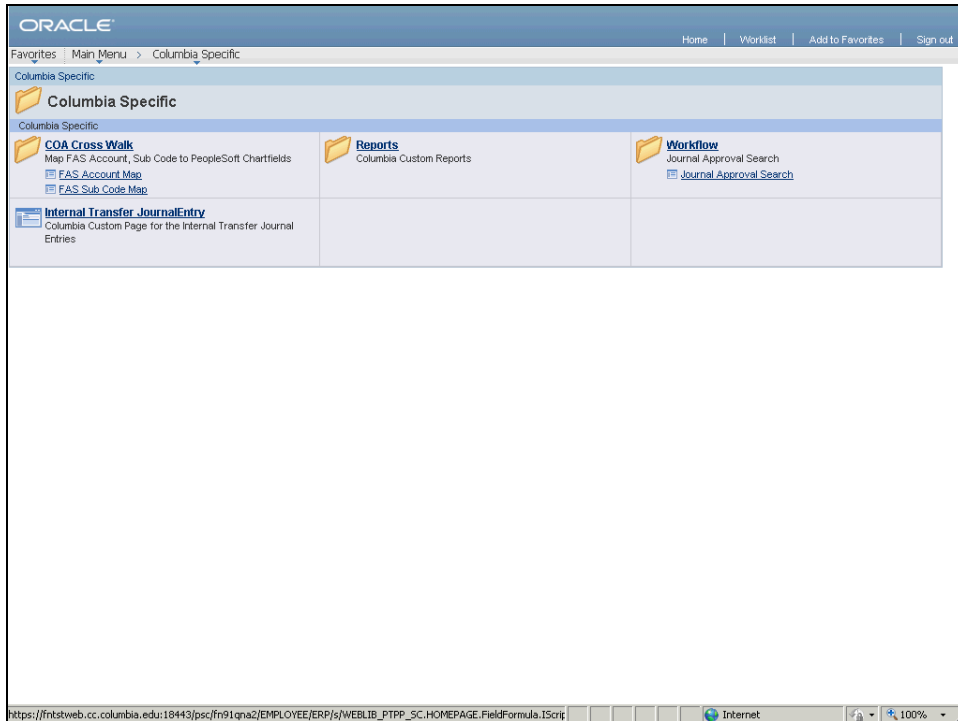 ORACLE
Home | Worklist | Add to Favorites | Sign out
Favorites Main Menu > Columbia Specific
Columbia Specific
Columbia Specific
Columbia Specific
COA Cross Walk
Map FAS Account, Sub Code to PeopleSoft Chartfields
FAS Account Map
FAS Sub Code Map
Reports
Columbia Custom Reports
Workflow
Journal Approval Search
Journal Approval Search
Internal Transfer JournalEntry
Columbia Custom Page for the Internal Transfer Journal
Entries
https://fntstweb.cc.columbia.edu:18443/psc/fn91qna2/EMPLOYEE/ERP/s/WEBLIB_PTPP_SC.HOMEPAGE.FieldFormula.IScrip
Internet
100%